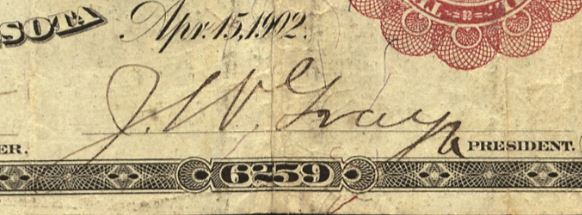 SOTA Apr. 15, 1902.
J. W. Gray
ER. PRESIDENT.
6259